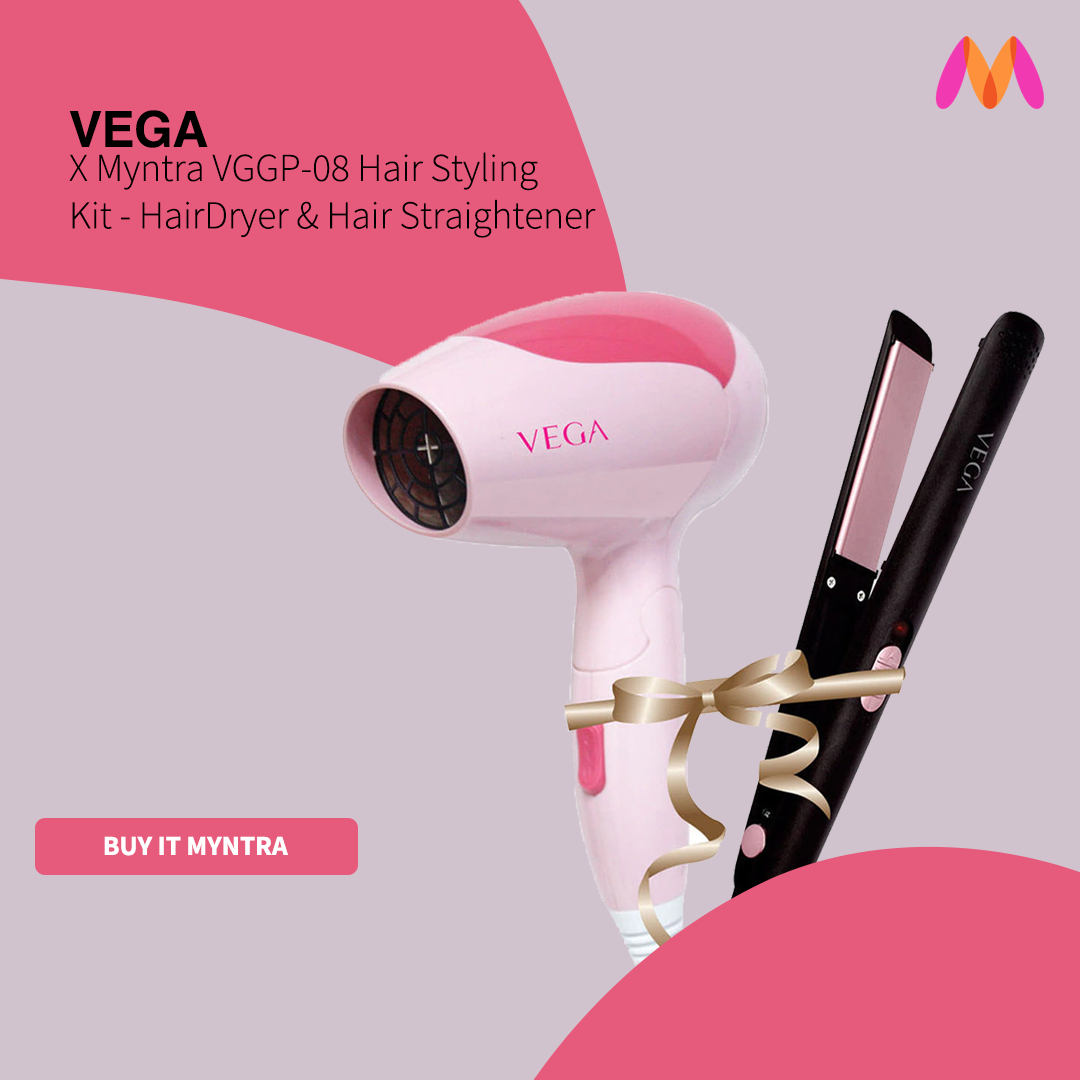 VEGA
X Myntra VGGP-08 Hair Styling
Kit - HairDryer & Hair Straightener
VEGA
VEGA
BUY IT MYNTRA